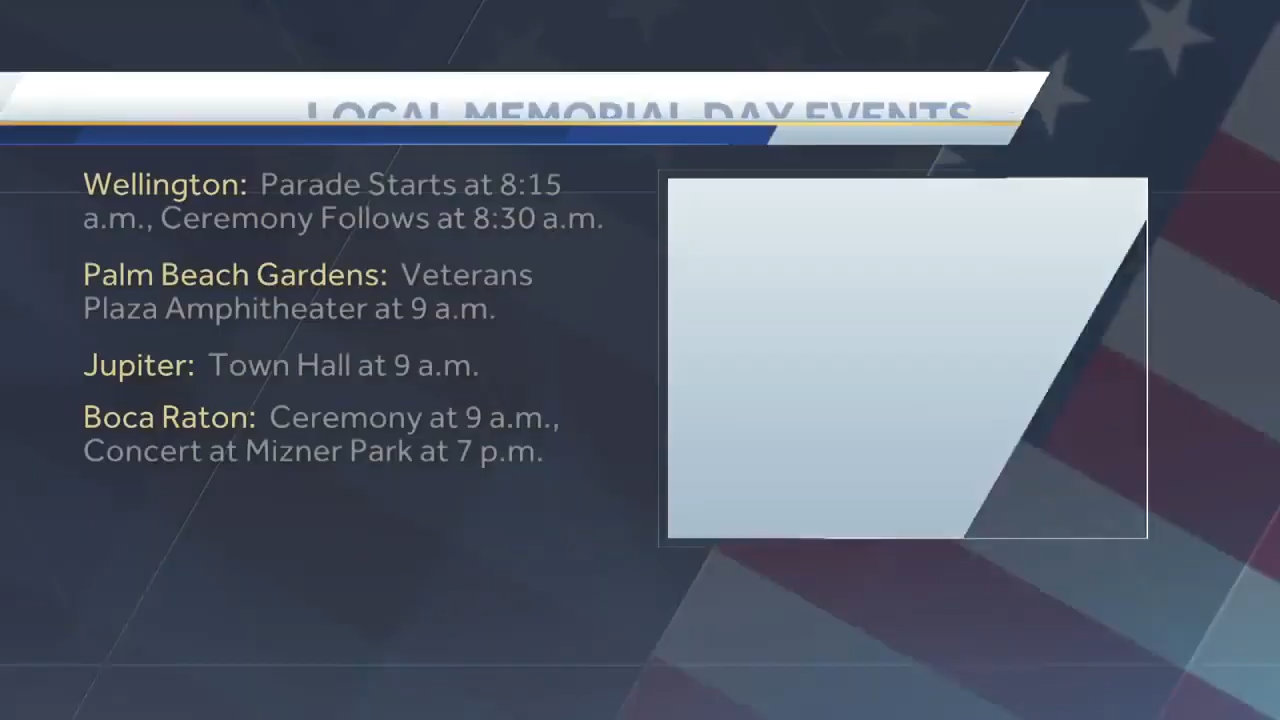 LOCAL MEMORIAL DAY EVENTS
Wellington: Parade Starts at 8:15
a.m., Ceremony Follows at 8:30 a.m.
Palm Beach Gardens: Veterans
Plaza Amphitheater at 9 a.m.
Jupiter: Town Hall at 9 a.m.
Boca Raton: Ceremony at 9 a.m.,
Concert at Mizner Park at 7 p.m.